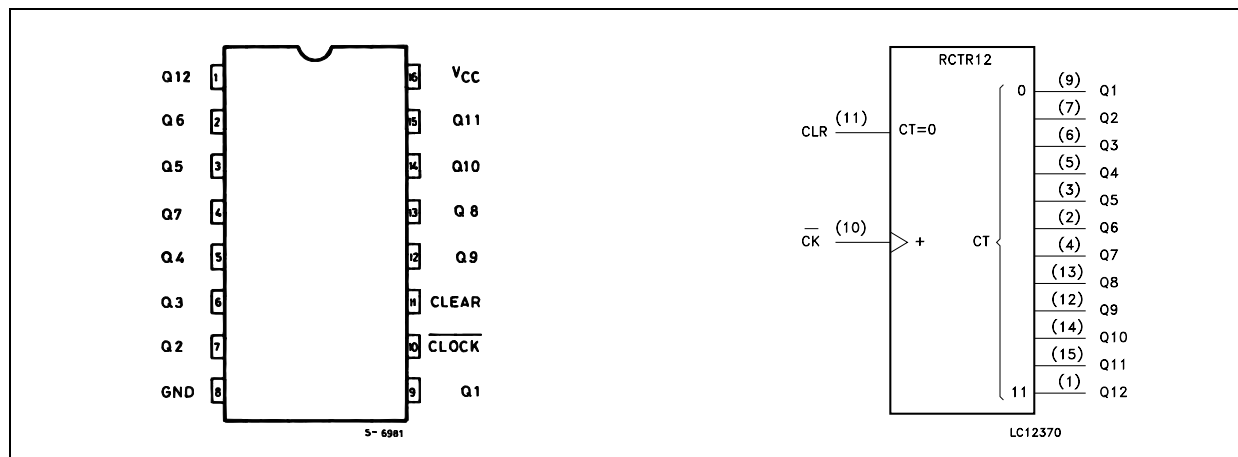 Q12 1 16 VCC
Q6 2 15 Q11
Q5 3 14 Q10
Q7 4 13 Q8
Q4 5 12 Q9
Q3 6 11 CLEAR
Q2 7 10 C̅L̅O̅C̅K̅
GND 8 9 Q1
S-6981
RCTR12
0 (9) Q1
(7) Q2
CLR (11) CT=0
(6) Q3
(5) Q4
(3) Q5
(2) Q6
C̅K̅ (10) + CT
(4) Q7
(13) Q8
(12) Q9
(14) Q10
(15) Q11
11 (1) Q12
LC12370